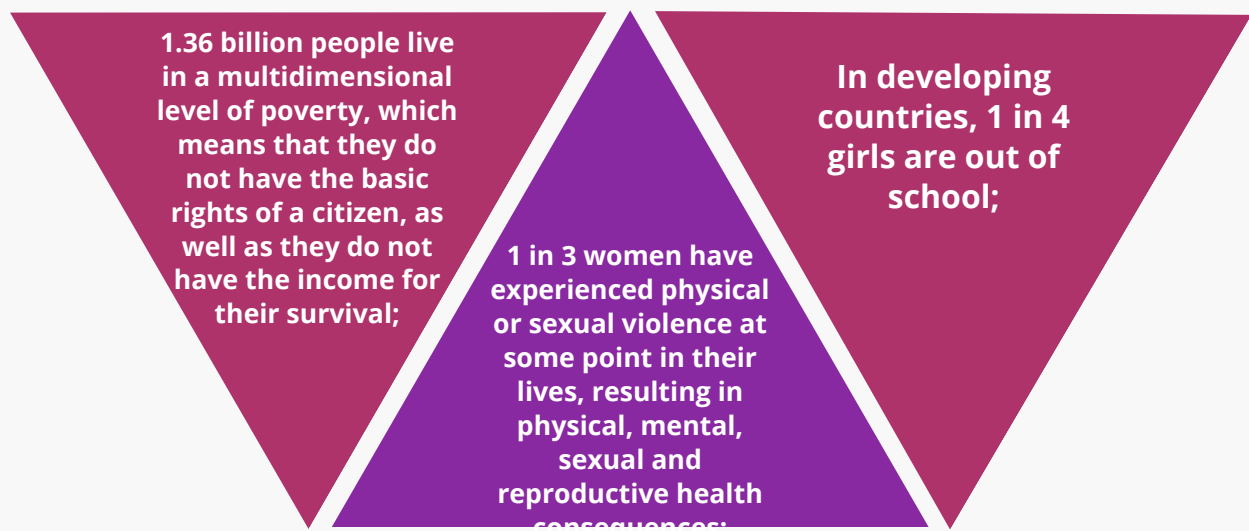 1.36 billion people live
in a multidimensional
level of poverty, which
means that they do
not have the basic
rights of a citizen, as
well as they do not
have the income for
their survival;
1 in 3 women have
experienced physical
or sexual violence at
some point in their
lives, resulting in
physical, mental,
sexual and
reproductive health
consequences;
In developing
countries, 1 in 4
girls are out of
school;